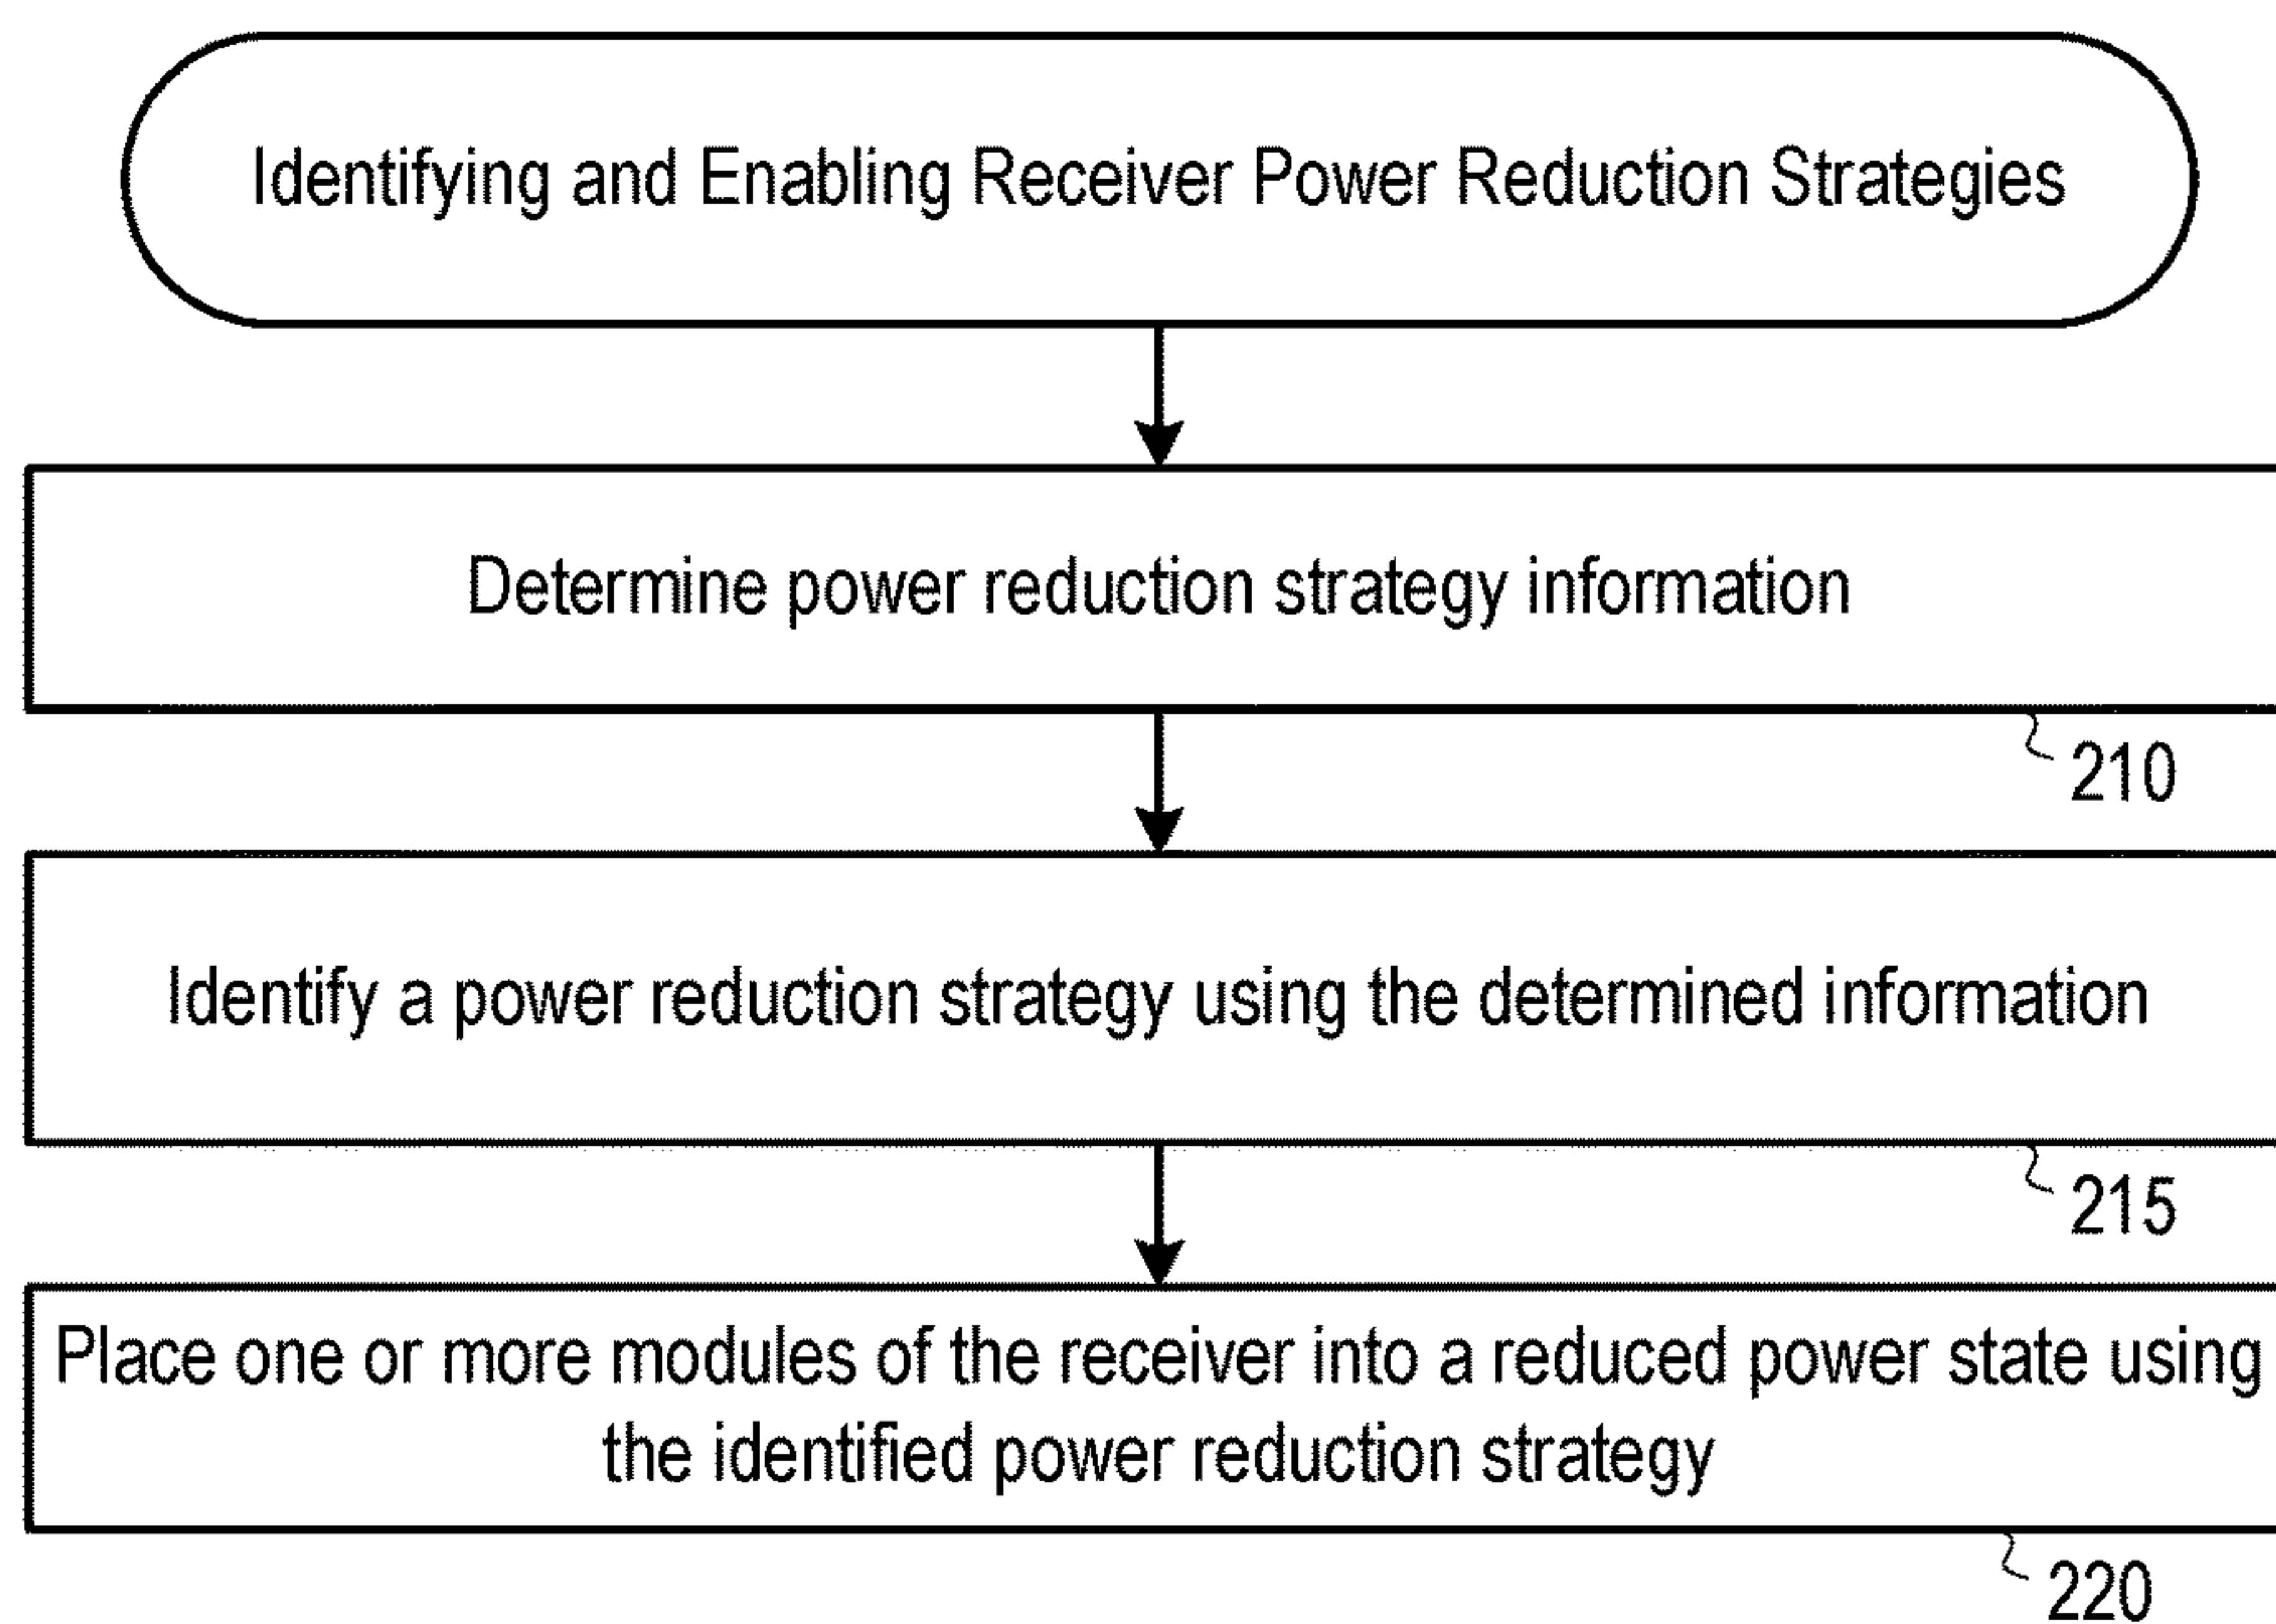 Identifying and Enabling Receiver Power Reduction Strategies
Determine power reduction strategy information
210
Identify a power reduction strategy using the determined information
215
Place one or more modules of the receiver into a reduced power state using
the identified power reduction strategy
220